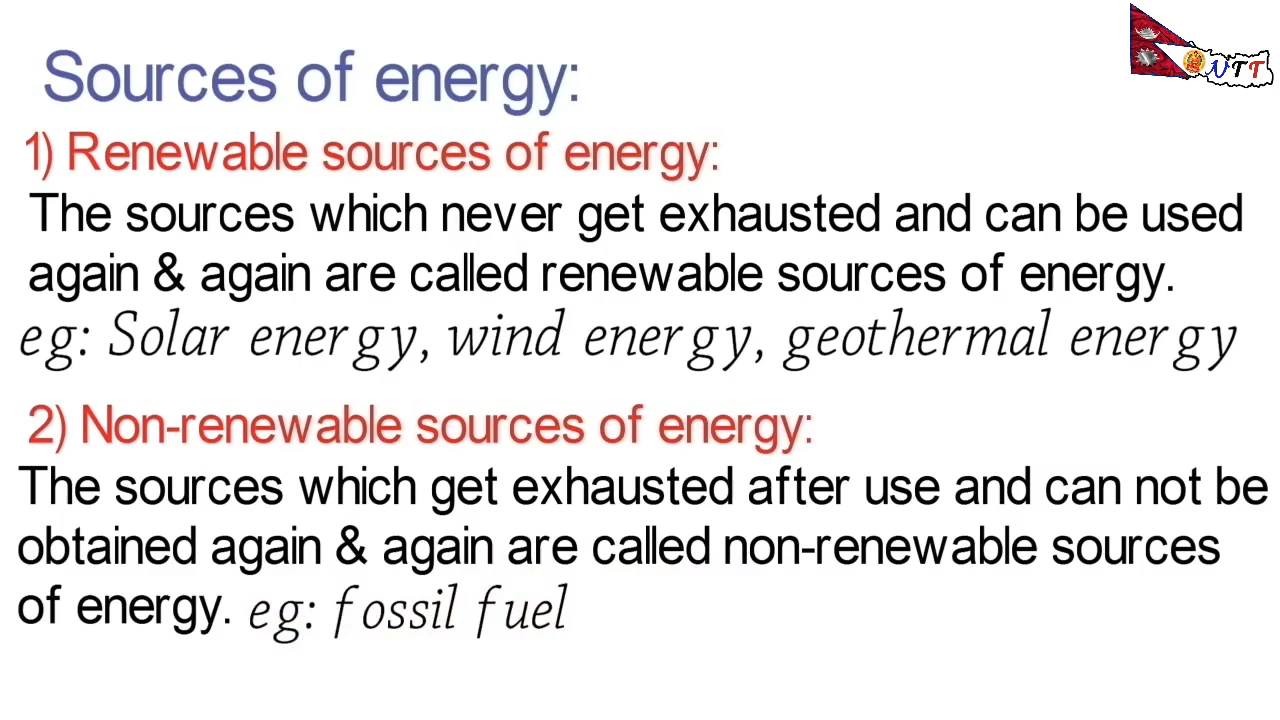 Sources of energy:
UTT
1) Renewable sources of energy:
The sources which never get exhausted and can be used
again & again are called renewable sources of energy.
eg: Solar energy, wind energy, geothermal energy
2) Non-renewable sources of energy:
The sources which get exhausted after use and can not be
obtained again & again are called non-renewable sources
of energy. eg: fossil fuel